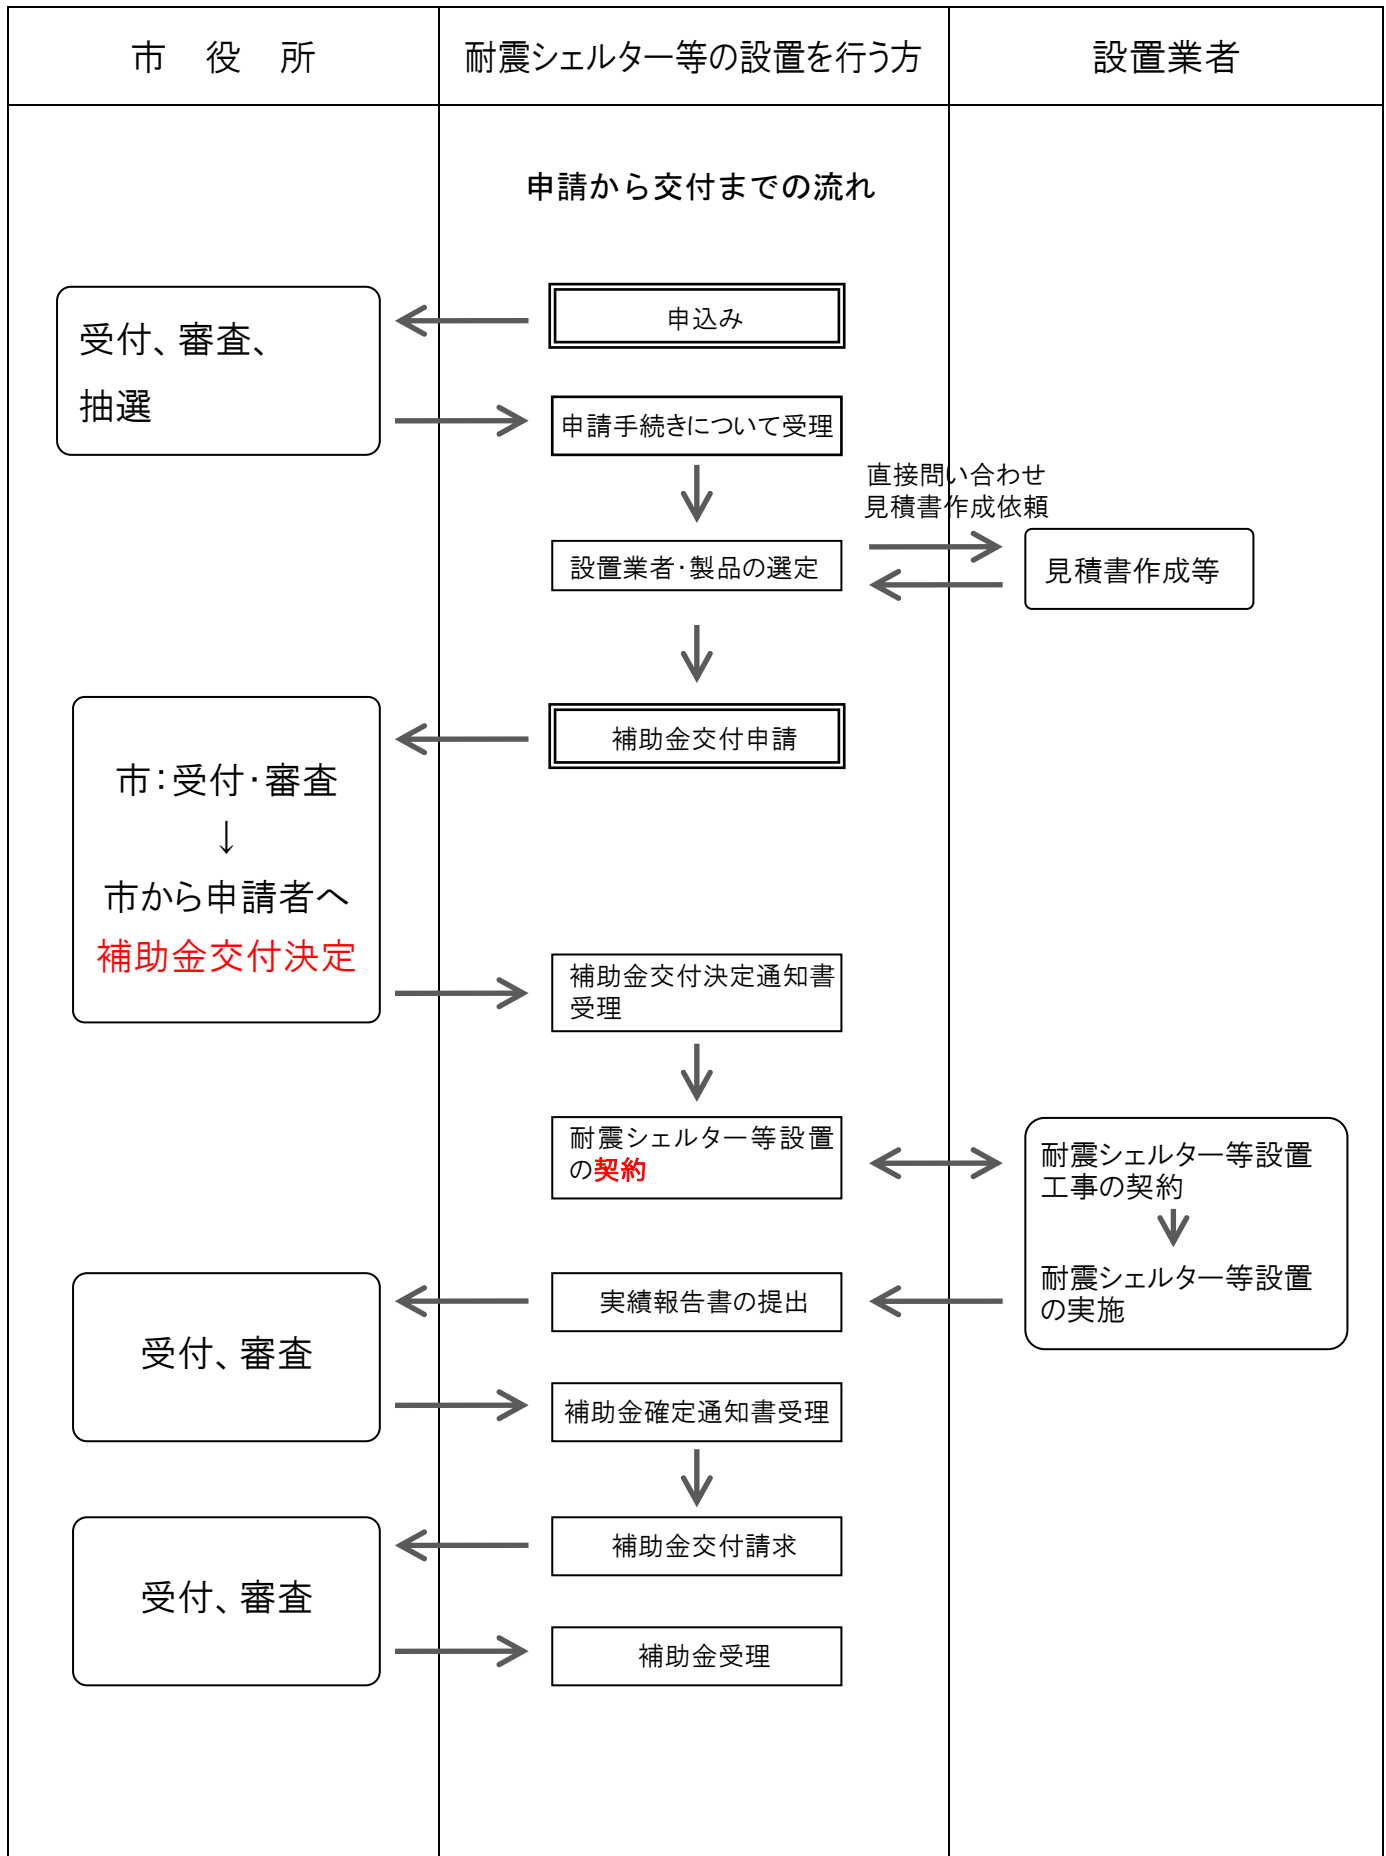 市　役　所
耐震シェルター等の設置を行う方
設置業者
申請から交付までの流れ
申込み
受付、審査、
抽選
申請手続きについて受理
直接問い合わせ
見積書作成依頼
設置業者・製品の選定
見積書作成等
補助金交付申請
市：受付・審査
↓
市から申請者へ
補助金交付決定
補助金交付決定通知書
受理
耐震シェルター等設置
の契約
耐震シェルター等設置
工事の契約
耐震シェルター等設置
の実施
実績報告書の提出
受付、審査
補助金確定通知書受理
補助金交付請求
受付、審査
補助金受理